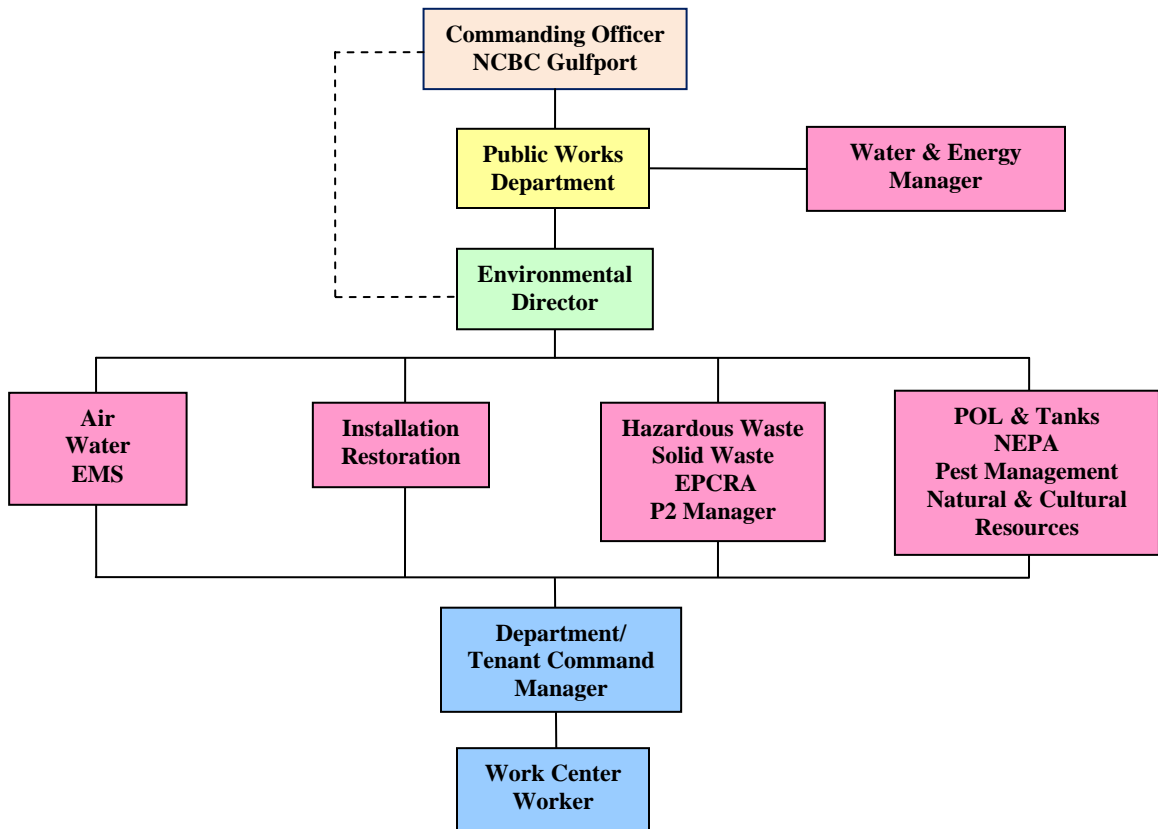 Commanding Officer
NCBC Gulfport
Public Works
Department
Water & Energy
Manager
Environmental
Director
Air
Water
EMS
Installation
Restoration
Hazardous Waste
Solid Waste
EPCRA
P2 Manager
POL & Tanks
NEPA
Pest Management
Natural & Cultural
Resources
Department/
Tenant Command
Manager
Work Center
Worker